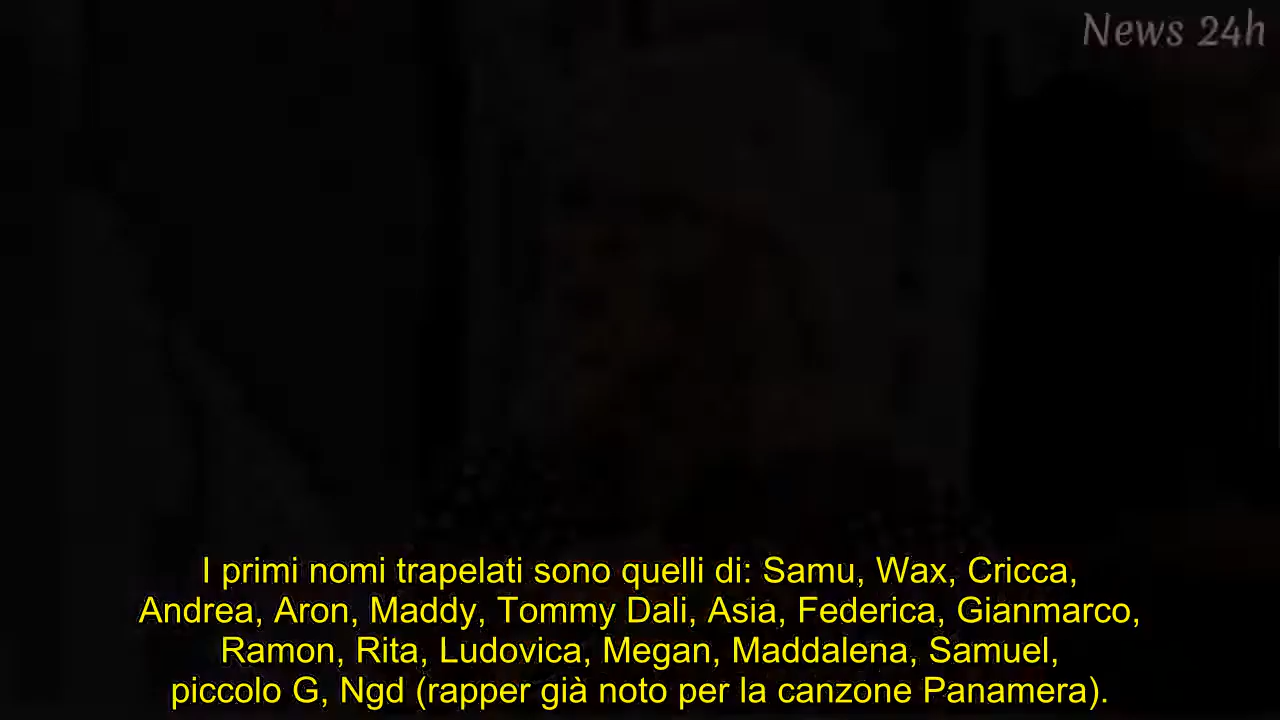 News 24h
I primi nomi trapelati sono quelli di: Samu, Wax, Cricca,
Andrea, Aron, Maddy, Tommy Dali, Asia, Federica, Gianmarco,
Ramon, Rita, Ludovica, Megan, Maddalena, Samuel,
piccolo G, Ngd (rapper già noto per la canzone Panamera).